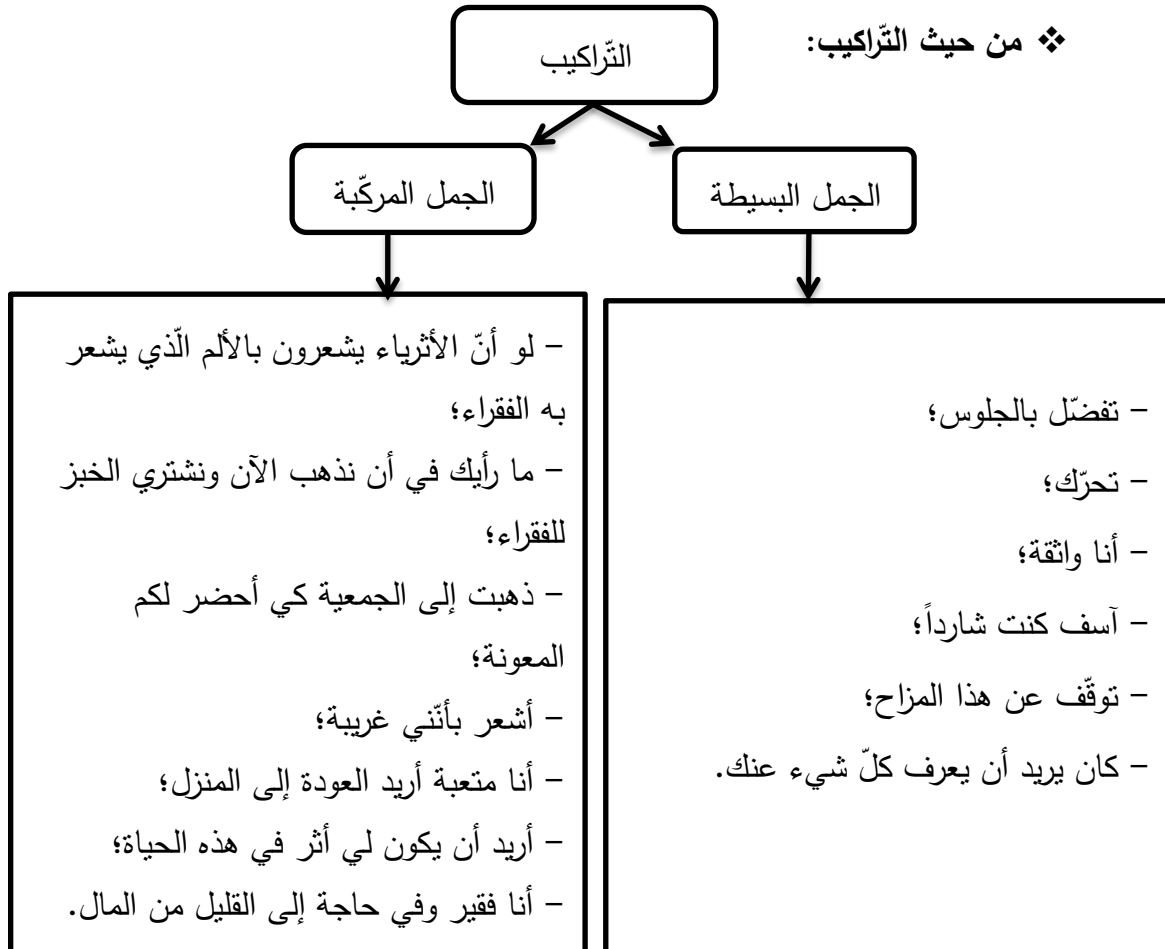 ❖ من حيث التّراكيب:
التّراكيب
الجمل البسيطة
الجمل المركّبة
- تفضّل بالجلوس؛
- تحرّك؛
- أنا واثقة؛
- آسف كنت شارداً؛
- توقّف عن هذا المزاح؛
- كان يريد أن يعرف كلّ شيء عنك.
- لو أنّ الأثرياء يشعرون بالألم الّذي يشعر
به الفقراء؛
- ما رأيك في أن نذهب الآن ونشتري الخبز
للفقراء؛
- ذهبت إلى الجمعية كي أحضر لكم
المعونة؛
- أشعر بأنّني غريبة؛
- أنا متعبة أريد العودة إلى المنزل؛
- أريد أن يكون لي أثر في هذه الحياة؛
- أنا فقير وفي حاجة إلى القليل من المال.